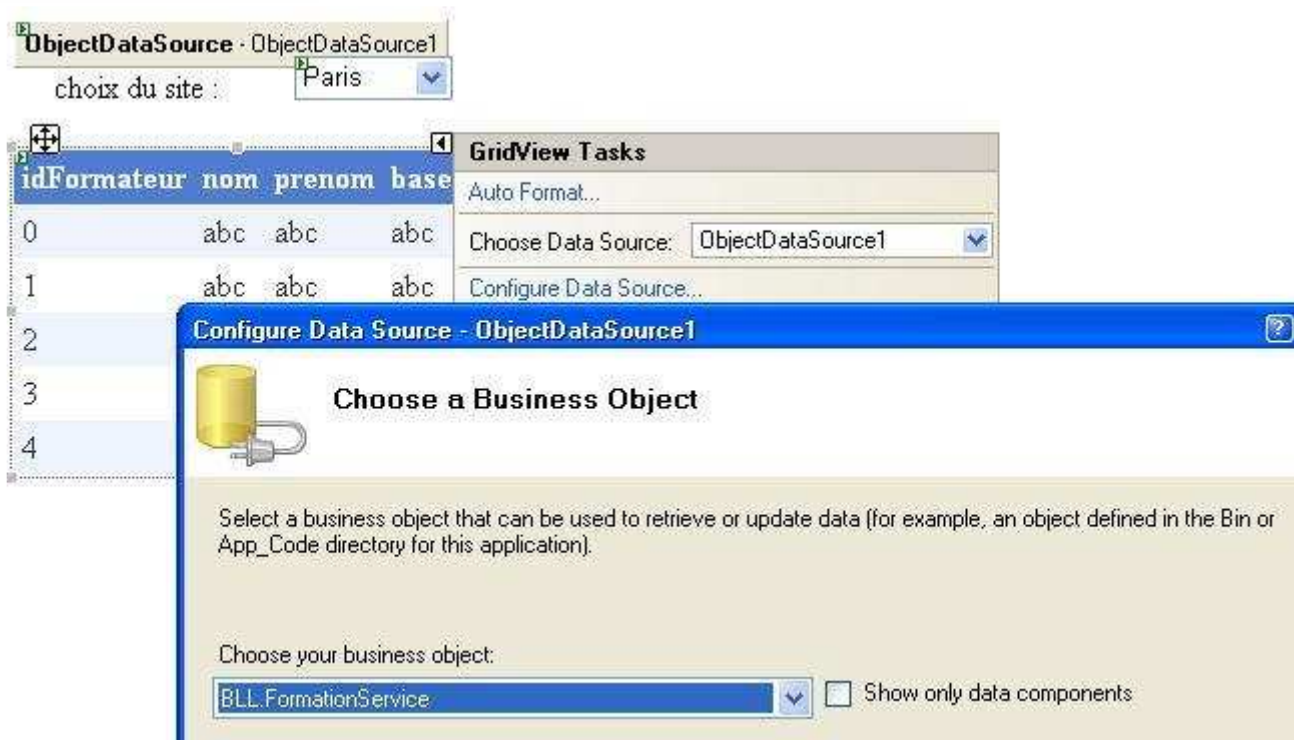 ObjectDataSource - ObjectDataSource1
choix du site :
Paris
GridView Tasks
idFormateur nom prenom base
Auto Format...
0 abc abc abc
Choose Data Source: ObjectDataSource1
1 abc abc abc
Configure Data Source...
2
Configure Data Source - ObjectDataSource1
3
Choose a Business Object
4
Select a business object that can be used to retrieve or update data (for example, an object defined in the Bin or
App_Code directory for this application).
Choose your business object:
BLL.FormationService
Show only data components